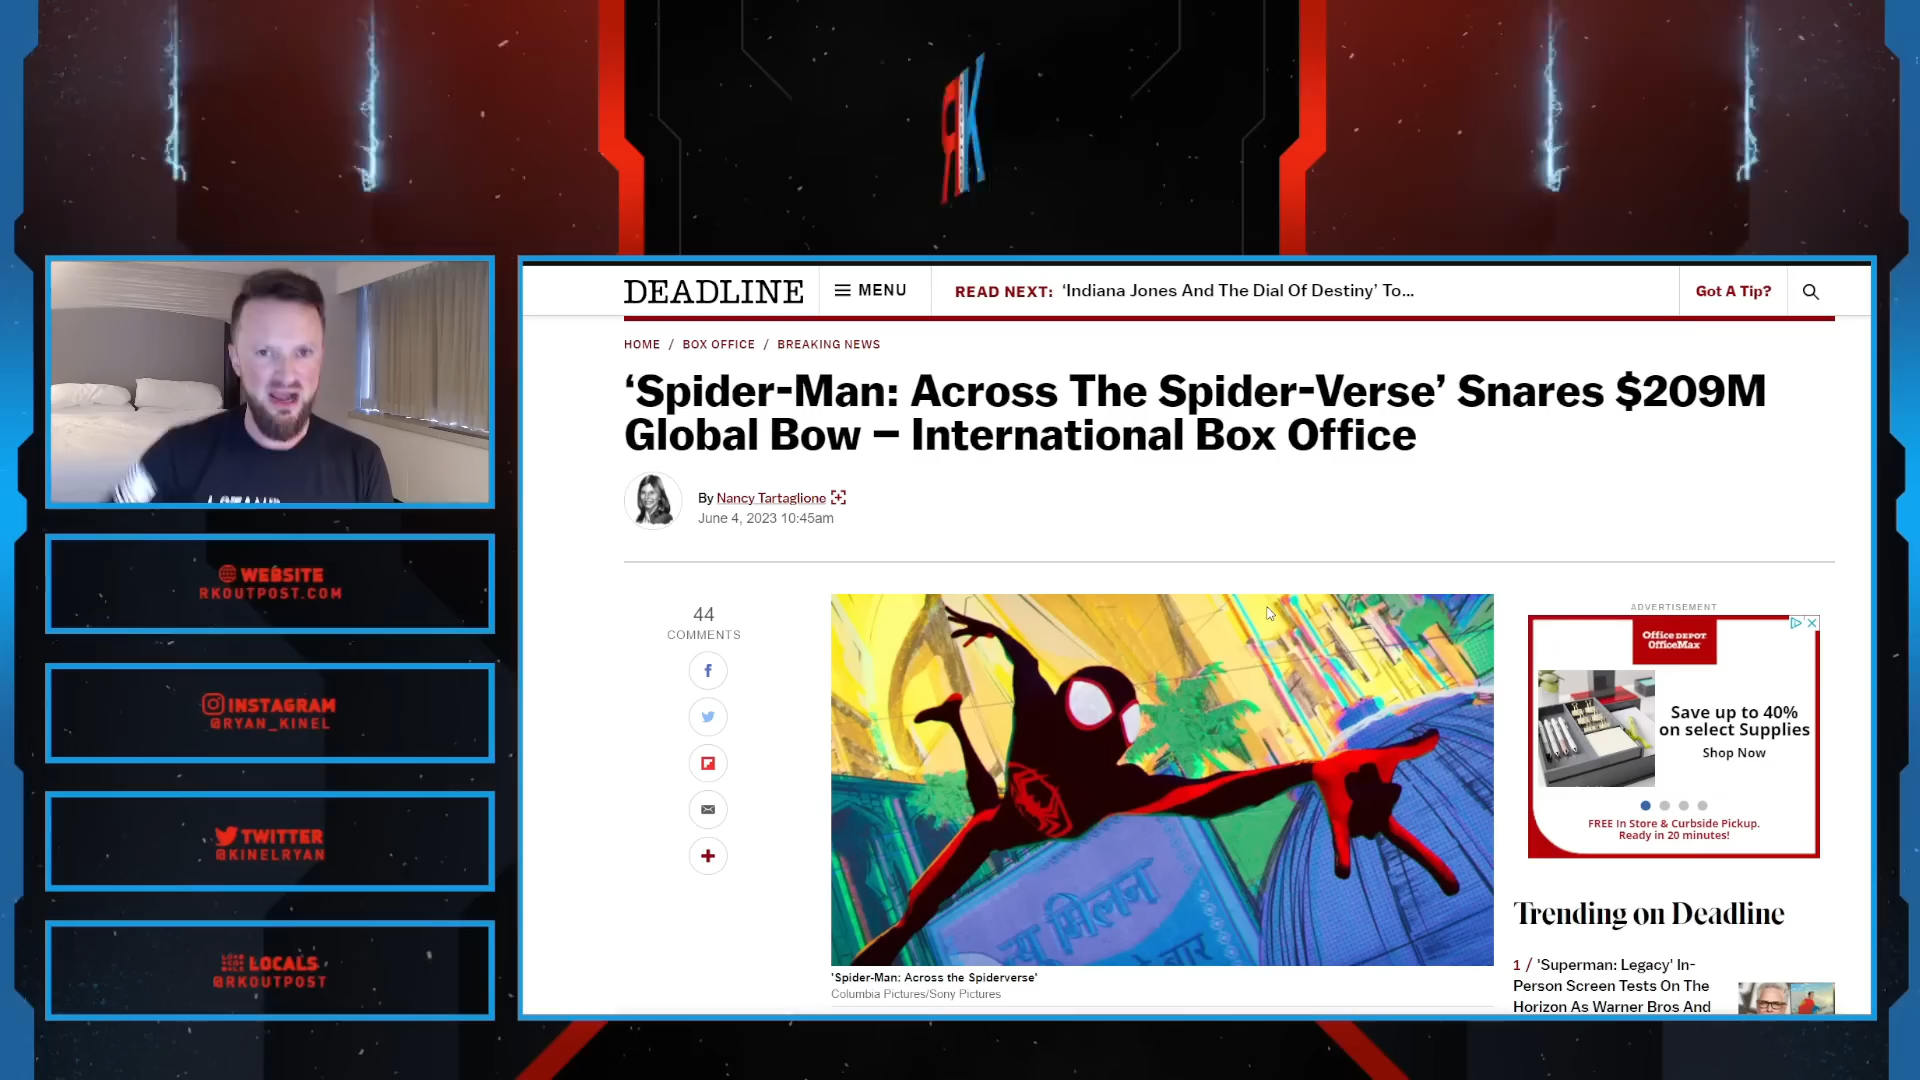 RK
DEADLINE
MENU
READ NEXT: ‘Indiana Jones And The Dial Of Destiny’ To...
Got A Tip?
HOME / BOX OFFICE / BREAKING NEWS
‘Spider-Man: Across The Spider-Verse’ Snares $209M
Global Bow – International Box Office
By Nancy Tartaglione
June 4, 2023 10:45am
WEBSITE
RKOUTPOST.COM
INSTAGRAM
@RYAN_KINEL
TWITTER
@KINELRYAN
LOCALS
@RKOUTPOST
44
COMMENTS
न्यू मिलन
'Spider-Man: Across the Spiderverse'
Columbia Pictures/Sony Pictures
ADVERTISEMENT
Office DEPOT
OfficeMax
Save up to 40%
on select Supplies
Shop Now
FREE In Store & Curbside Pickup.
Ready in 20 minutes!
Trending on Deadline
1 / 'Superman: Legacy' In-
Person Screen Tests On The
Horizon As Warner Bros And